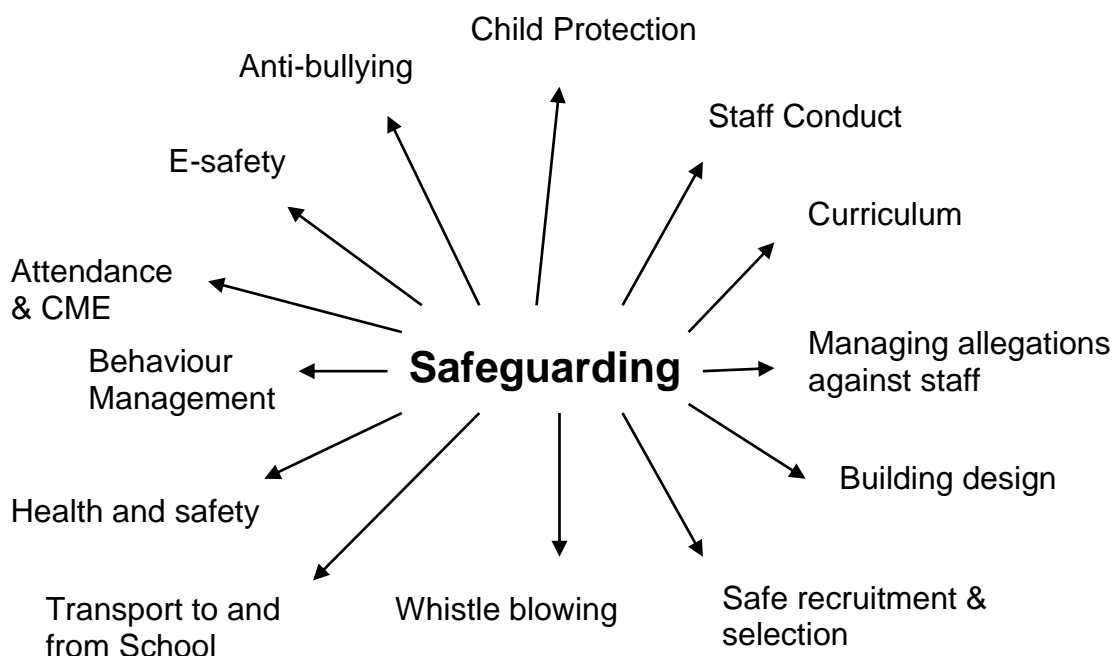 Child Protection
Anti-bullying
Staff Conduct
E-safety
Curriculum
Attendance
& CME
Managing allegations
against staff
Behaviour
Management
Safeguarding
Building design
Health and safety
Transport to and
from School
Whistle blowing
Safe recruitment &
selection